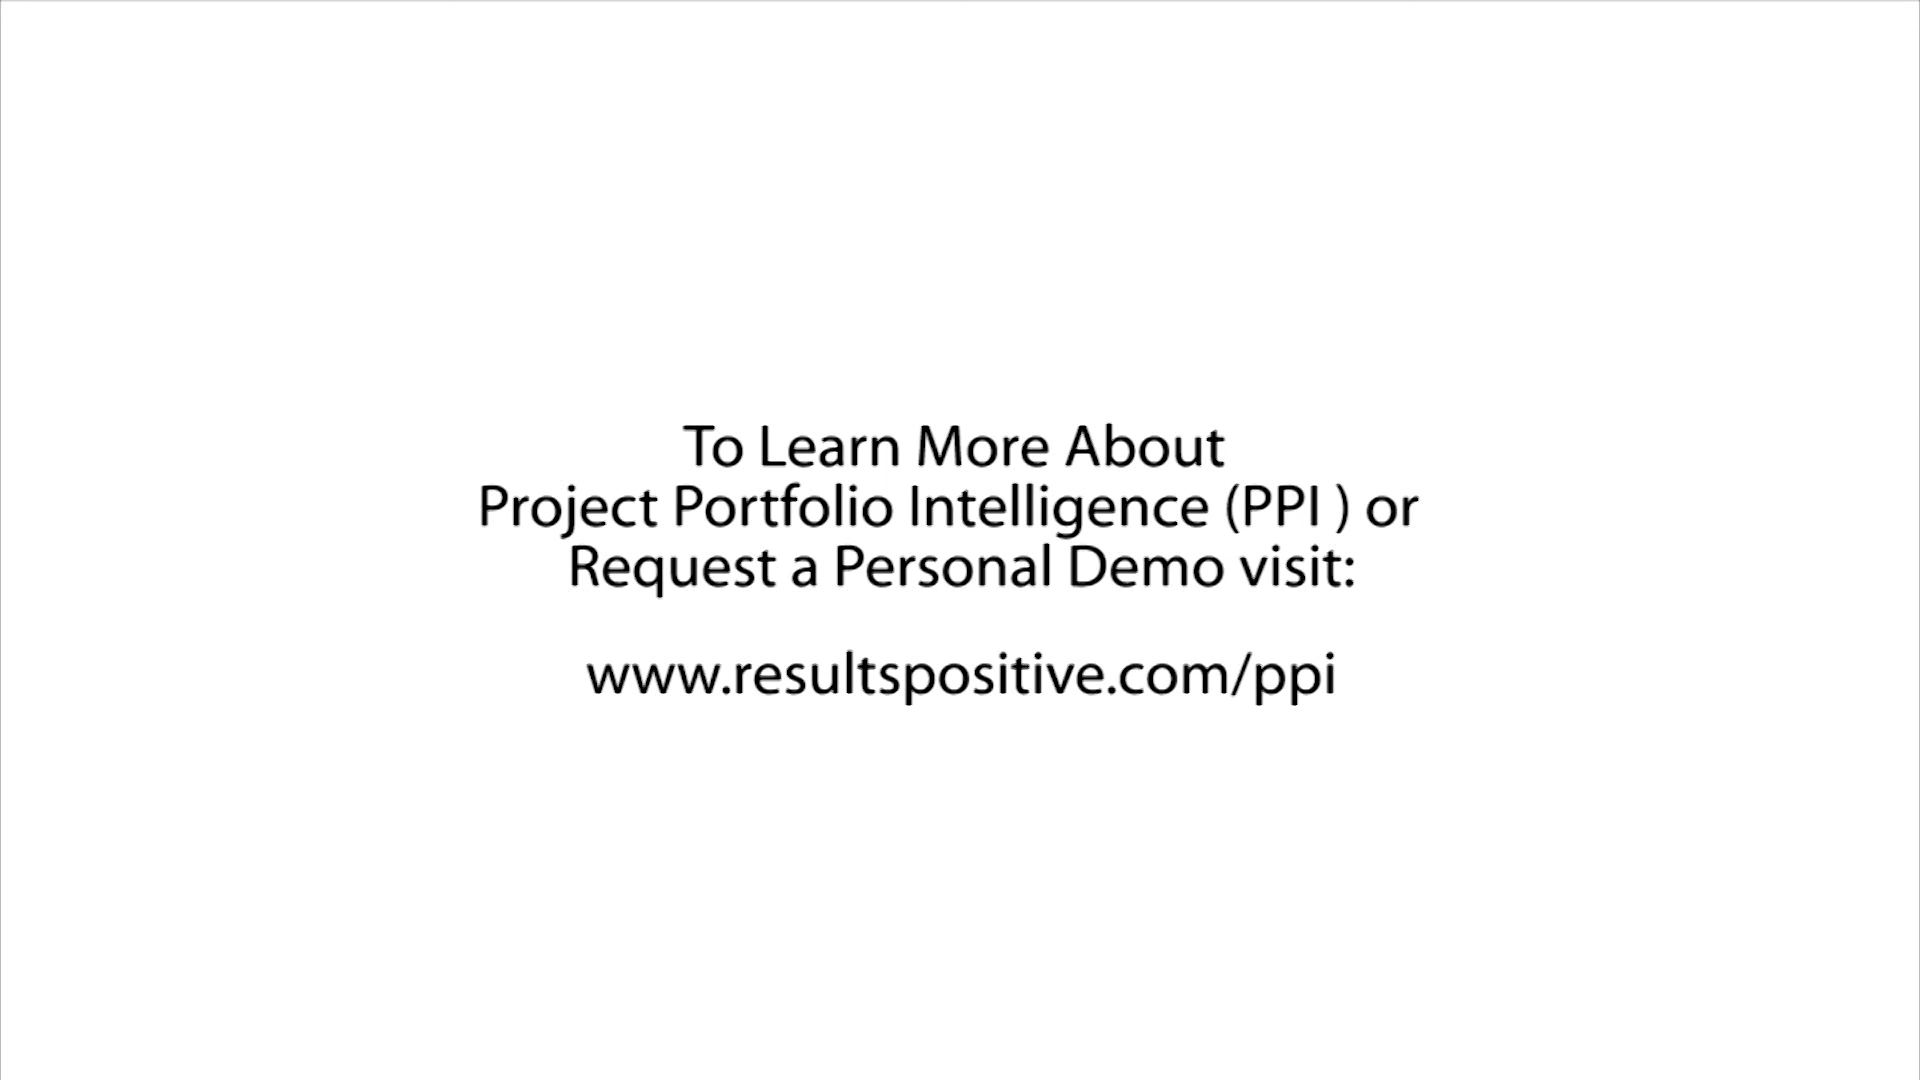 To Learn More About
Project Portfolio Intelligence (PPI ) or
Request a Personal Demo visit:
www.resultspositive.com/ppi